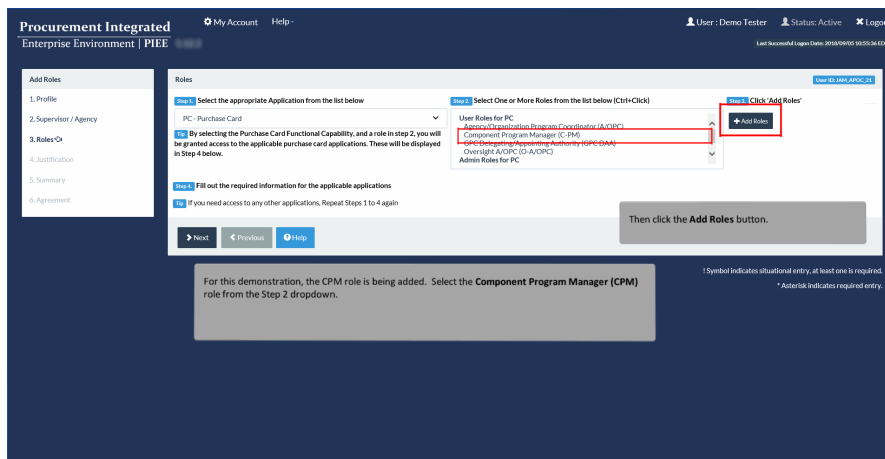 Procurement Integrated
Enterprise Environment | PIEE
My Account Help
User : Demo Tester Status: Active Logou
Last Successful Logon Date: 2018/09/05 10:55:36 ED
Add Roles
1. Profile
2. Supervisor / Agency
3. Roles
4. Justification
5. Summary
6. Agreement
Roles
User ID: JAM_APOC_21
Step 1. Select the appropriate Application from the list below
PC - Purchase Card
Tip By selecting the Purchase Card Functional Capability, and a role in step 2, you will
be granted access to the applicable purchase card applications. These will be displayed
in Step 4 below.
Step 2. Select One or More Roles from the list below (Ctrl+Click)
User Roles for PC
Agency/Organization Program Coordinator (A/OPC)
Component Program Manager (C-PM)
GPC Delegating/Appointing Authority (GPC DAA)
Oversight A/OPC (O-A/OPC)
Admin Roles for PC
Step 3. Click 'Add Roles'
Add Roles
Step 4. Fill out the required information for the applicable applications
Tip If you need access to any other applications, Repeat Steps 1 to 4 again
Next Previous Help
Then click the Add Roles button.
For this demonstration, the CPM role is being added. Select the Component Program Manager (CPM)
role from the Step 2 dropdown.
! Symbol indicates situational entry, at least one is required.
* Asterisk indicates required entry.